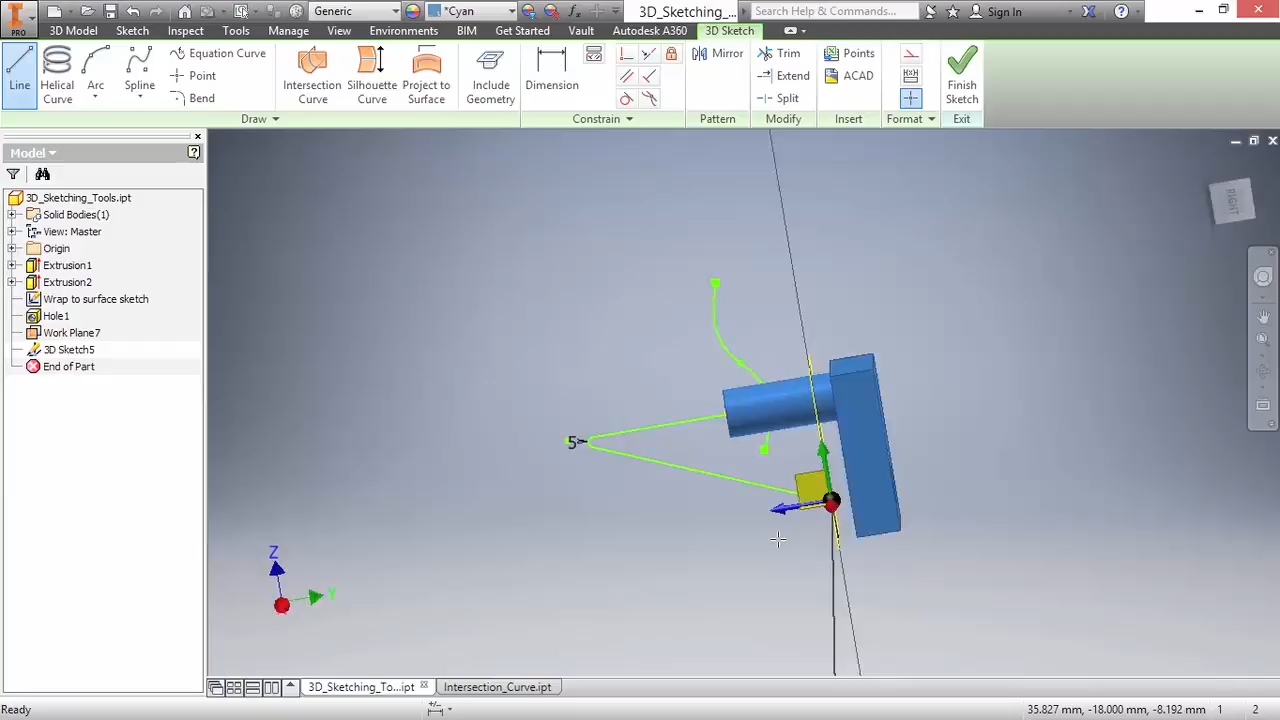 Generic
*Cyan
3D_Sketching_...
Search Help & Commands...
Sign In
PRO
3D Model
Sketch
Inspect
Tools
Manage
View
Environments
BIM
Get Started
Vault
Autodesk A360
3D Sketch
Line
Helical Curve
Arc
Spline
Equation Curve
Point
Bend
Intersection Curve
Silhouette Curve
Project to Surface
Include Geometry
Dimension
Mirror
Trim
Extend
Split
Points
ACAD
Finish Sketch
Draw
Constrain
Pattern
Modify
Insert
Format
Exit
Model
3D_Sketching_Tools.ipt
Solid Bodies(1)
View: Master
Origin
Extrusion1
Extrusion2
Wrap to surface sketch
Hole1
Work Plane7
3D Sketch5
End of Part
RIGHT
5
Z
Y
3D_Sketching_To...ipt
Intersection_Curve.ipt
Ready
35.827 mm, -18.000 mm, -8.192 mm
1
2